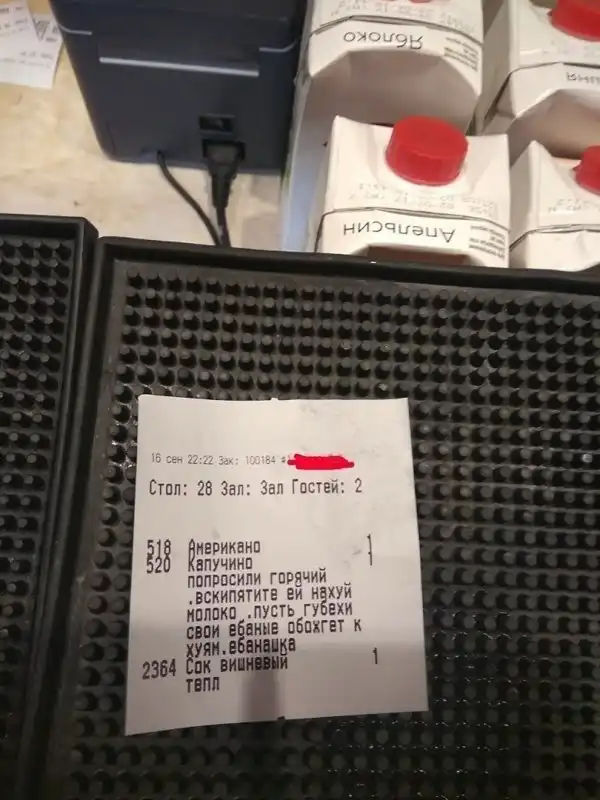 Яблоко
Апельсин
16 сен 22:22 Зак: 100184
Стол: 28 Зал: Зал Гостей: 2
518 Американо 1
520 Капучино 1
попросили горячий
.вскипятите ей нахуй
молоко .пусть губехи
свои ебаные обожгет к
хуям.ебанашка
2364 Сок вишневый 1
твпл